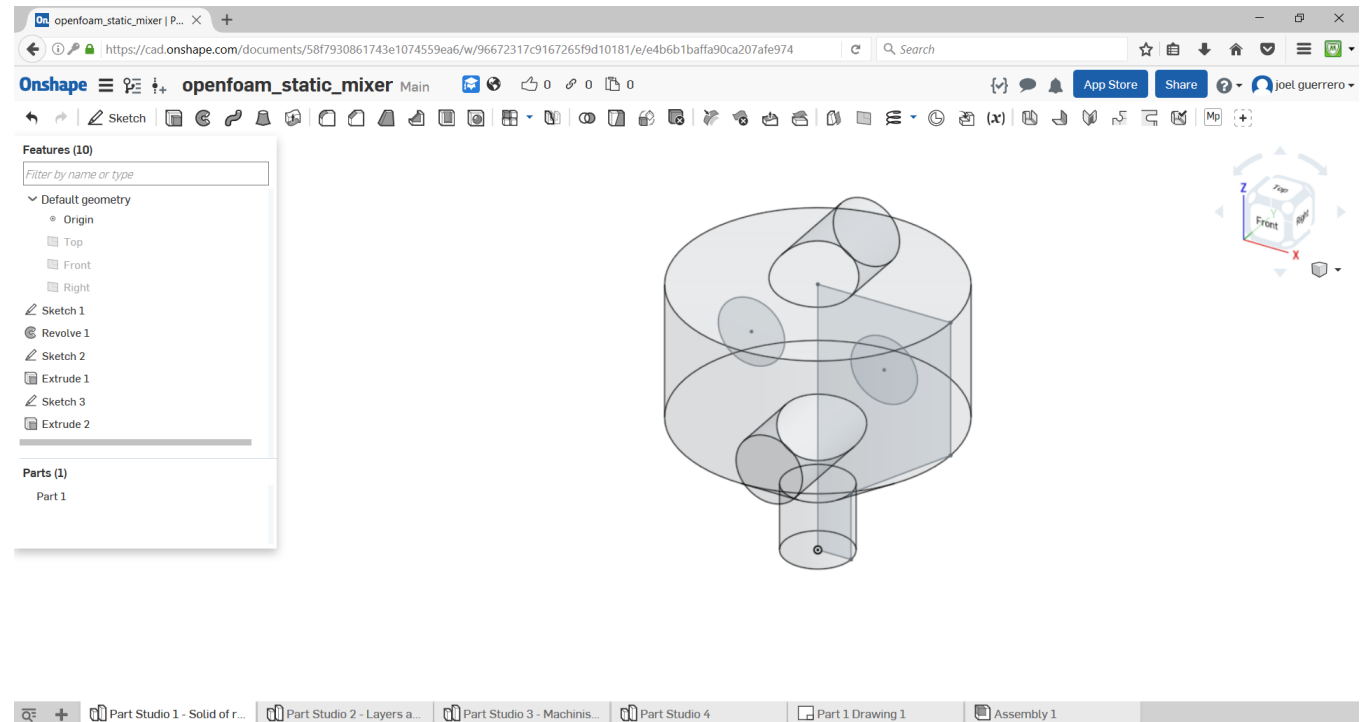 On openfoam_static_mixer | P... × +
https://cad.onshape.com/documents/58f7930861743e1074559ea6/w/96672317c9167265f9d10181/e/e4b6b1baffa90ca207afe974 Search
Onshape openfoam_static_mixer Main 0 0 0 App Store Share joel guerrero
Sketch (x) Mp
Features (10)
Filter by name or type
Default geometry
Origin
Top
Front
Right
Sketch 1
Revolve 1
Sketch 2
Extrude 1
Sketch 3
Extrude 2
Parts (1)
Part 1
Z
Top
Y
Front
Right
X
Part Studio 1 - Solid of r... Part Studio 2 - Layers a... Part Studio 3 - Machinis... Part Studio 4 Part 1 Drawing 1 Assembly 1